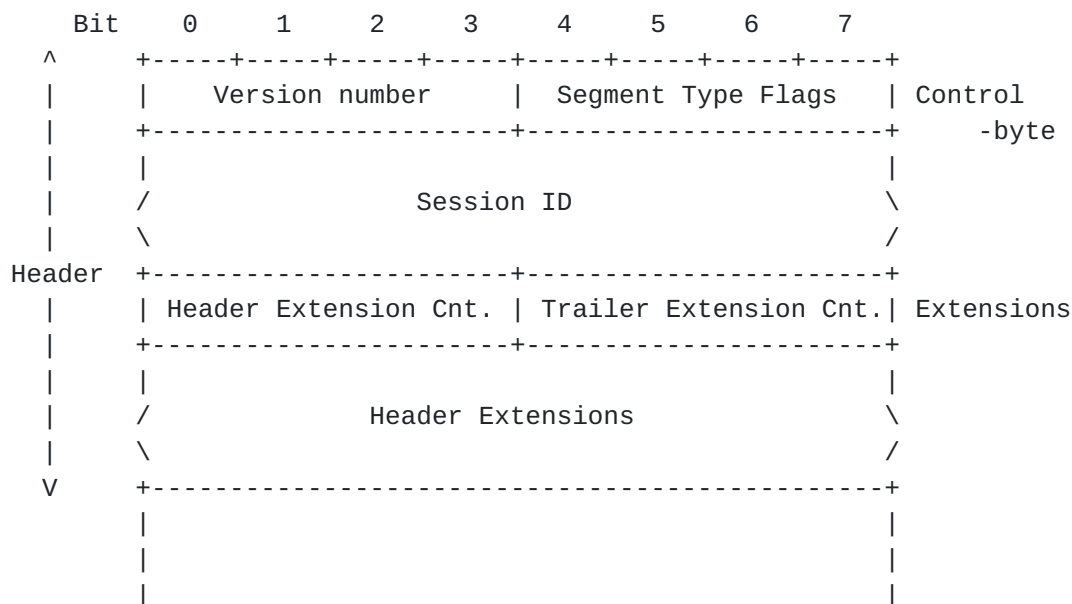 Bit    0     1     2     3     4     5     6     7
  ^     +-----+-----+-----+-----+-----+-----+-----+-----+
  |     |    Version number     |  Segment Type Flags   | Control
  |     +-----------------------+-----------------------+     -byte
  |     |                                               |
  |     /                 Session ID                    \
  |     \                                               /
Header  +-----------------------+-----------------------+
  |     | Header Extension Cnt. | Trailer Extension Cnt.| Extensions
  |     +-----------------------+-----------------------+
  |     |                                               |
  |     /              Header Extensions                \
  |     \                                               /
  V     +-----------------------------------------------+
        |                                               |
        |                                               |
        |                                               |